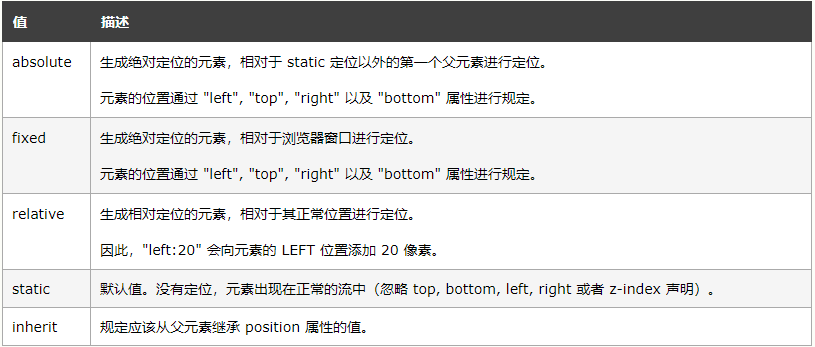 值 描述
absolute 生成绝对定位的元素，相对于 static 定位以外的第一个父元素进行定位。
元素的位置通过 "left", "top", "right" 以及 "bottom" 属性进行规定。
fixed 生成绝对定位的元素，相对于浏览器窗口进行定位。
元素的位置通过 "left", "top", "right" 以及 "bottom" 属性进行规定。
relative 生成相对定位的元素，相对于其正常位置进行定位。
因此，"left:20" 会向元素的 LEFT 位置添加 20 像素。
static 默认值。没有定位，元素出现在正常的流中（忽略 top, bottom, left, right 或者 z-index 声明）。
inherit 规定应该从父元素继承 position 属性的值。